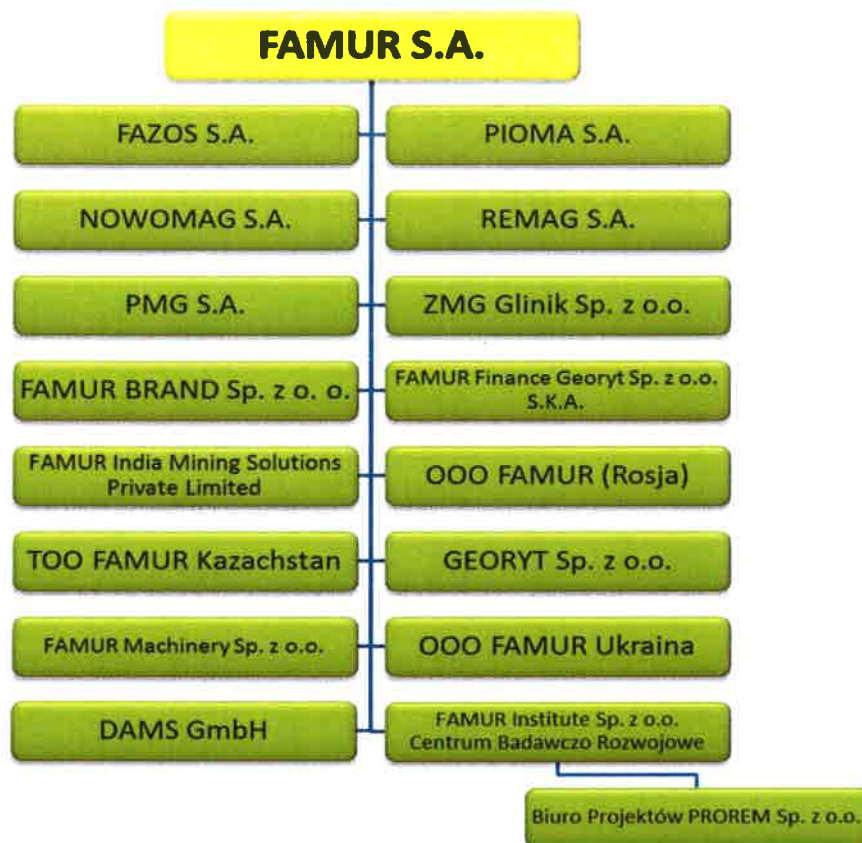 FAMUR S.A.
FAZOS S.A.
PIOMA S.A.
NOWOMAG S.A.
REMAG S.A.
PMG S.A.
ZMG Glinik Sp. z o.o.
FAMUR BRAND Sp. z o. o.
FAMUR Finance Georyt Sp. z o.o.
S.K.A.
FAMUR India Mining Solutions
Private Limited
OOO FAMUR (Rosja)
TOO FAMUR Kazachstan
GEORYT Sp. z o.o.
FAMUR Machinery Sp. z o.o.
OOO FAMUR Ukraina
DAMS GmbH
FAMUR Institute Sp. z o.o.
Centrum Badawczo Rozwojowe
Biuro Projektów PROREM Sp. z o.o.